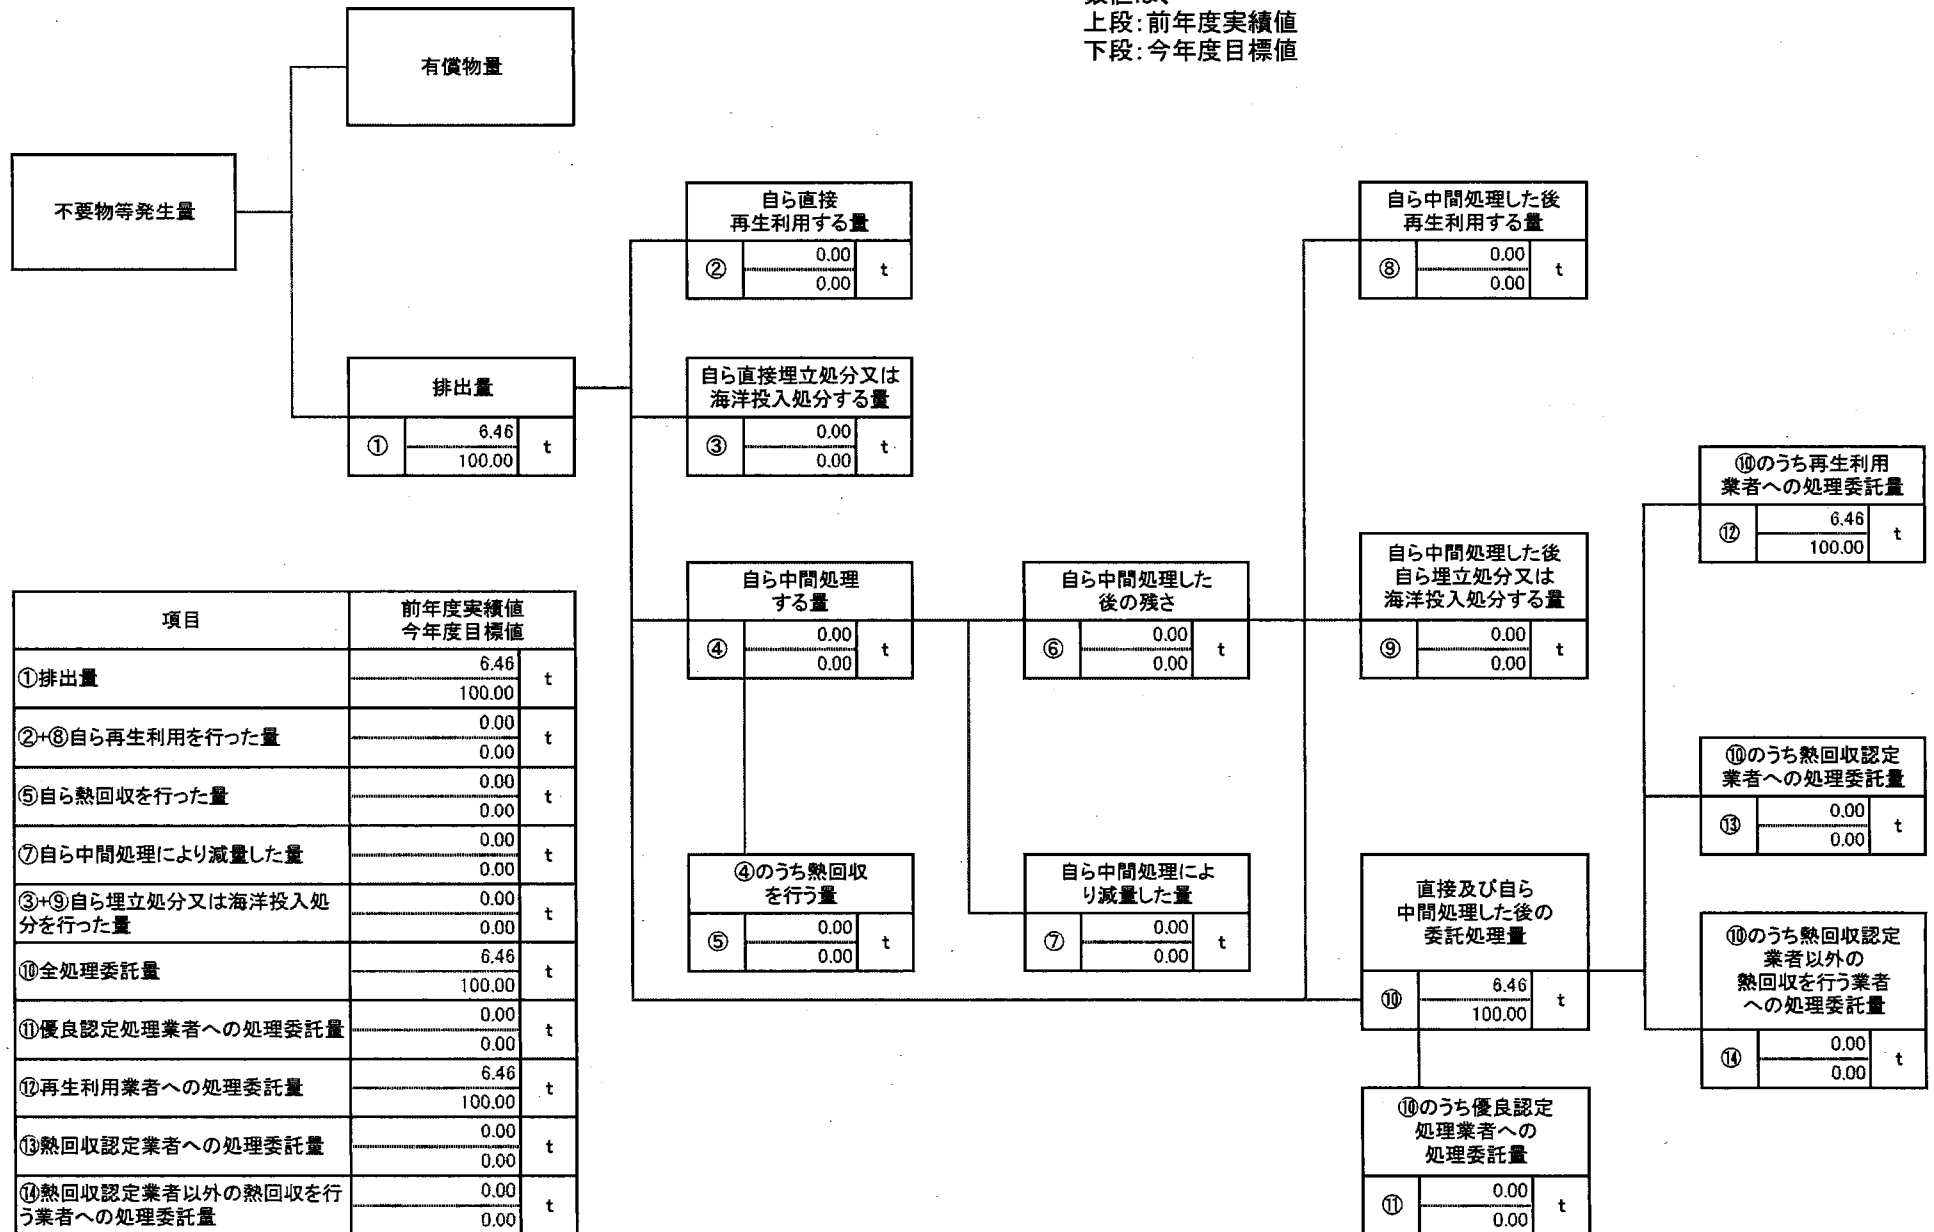 上段：前年度実績値
下段：今年度目標値
有償物量
不要物等発生量
排出量
① 6.46 t
100.00
自ら直接
再生利用する量
② 0.00 t
0.00
自ら直接埋立処分又は
海洋投入処分する量
③ 0.00 t
0.00
自ら中間処理
する量
④ 0.00 t
0.00
④のうち熱回収
を行う量
⑤ 0.00 t
0.00
自ら中間処理した
後の残さ
⑥ 0.00 t
0.00
自ら中間処理によ
り減量した量
⑦ 0.00 t
0.00
自ら中間処理した後
再生利用する量
⑧ 0.00 t
0.00
自ら中間処理した後
自ら埋立処分又は
海洋投入処分する量
⑨ 0.00 t
0.00
直接及び自ら
中間処理した後の
委託処理量
⑩ 6.46 t
100.00
⑩のうち優良認定
処理業者への
処理委託量
⑪ 0.00 t
0.00
⑩のうち再生利用
業者への処理委託量
⑫ 6.46 t
100.00
⑩のうち熱回収認定
業者への処理委託量
⑬ 0.00 t
0.00
⑩のうち熱回収認定
業者以外の
熱回収を行う業者
への処理委託量
⑭ 0.00 t
0.00
項目 前年度実績値
今年度目標値
①排出量 6.46 t
100.00
②+⑧自ら再生利用を行った量 0.00 t
0.00
⑤自ら熱回収を行った量 0.00 t
0.00
⑦自ら中間処理により減量した量 0.00 t
0.00
③+⑨自ら埋立処分又は海洋投入処 0.00 t
分を行った量 0.00
⑩全処理委託量 6.46 t
100.00
⑪優良認定処理業者への処理委託量 0.00 t
0.00
⑫再生利用業者への処理委託量 6.46 t
100.00
⑬熱回収認定業者への処理委託量 0.00 t
0.00
⑭熱回収認定業者以外の熱回収を行 0.00 t
う業者への処理委託量 0.00